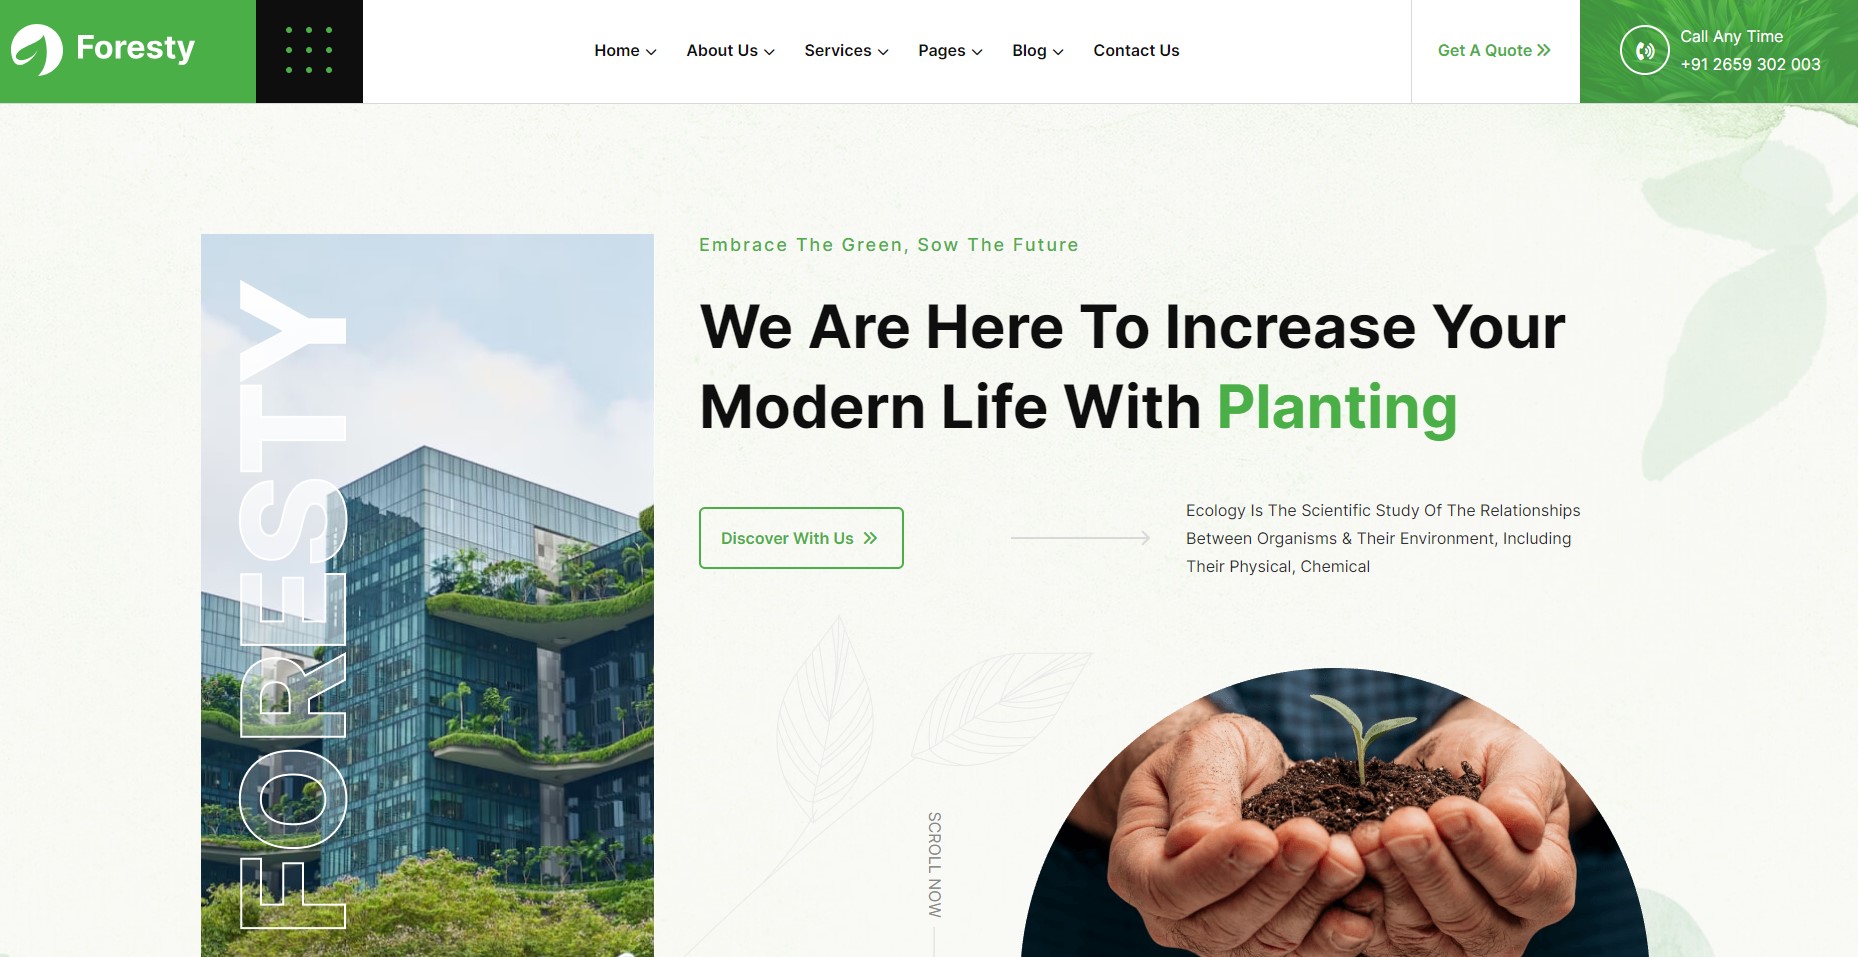 Foresty
Home
About Us
Services
Pages
Blog
Contact Us
Get A Quote
Call Any Time
+91 2659 302 003
FORESTY
Embrace The Green, Sow The Future
We Are Here To Increase Your
Modern Life With Planting
Discover With Us
Ecology Is The Scientific Study Of The Relationships
Between Organisms & Their Environment, Including
Their Physical, Chemical
SCROLL NOW